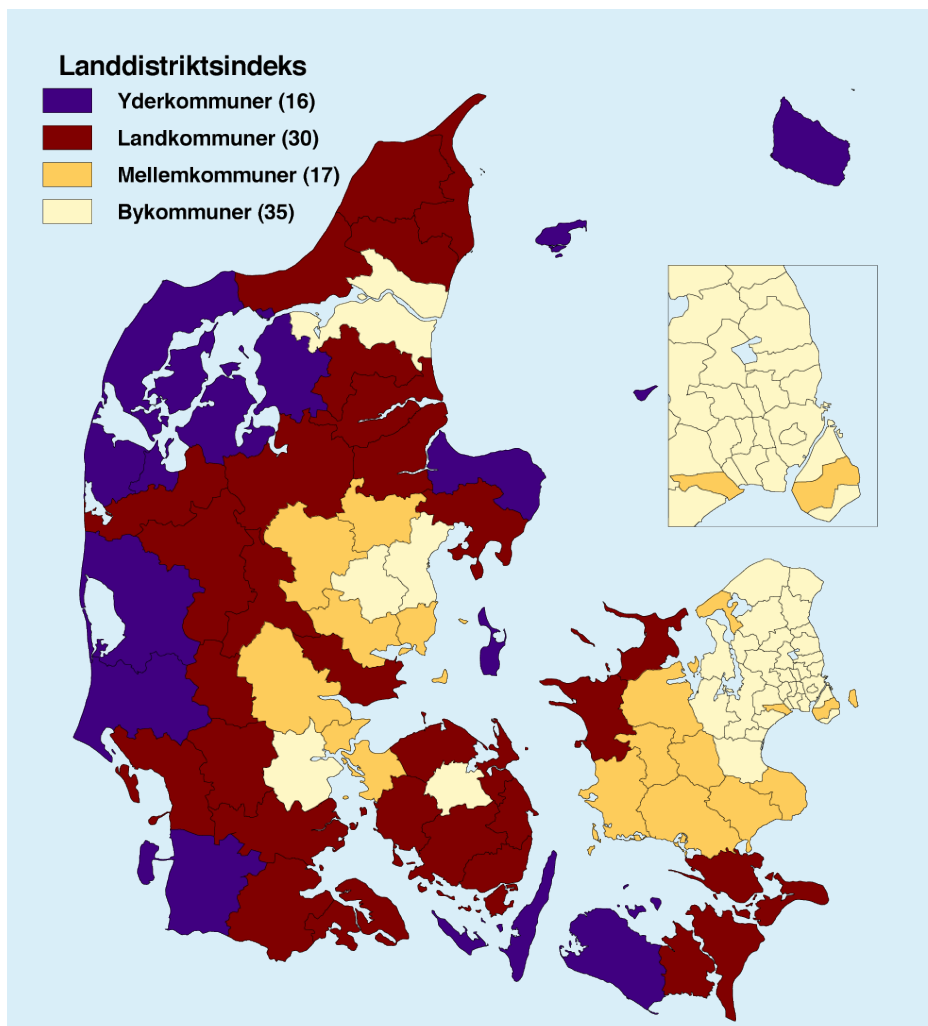 Landdistriktsindeks
Yderkommuner (16)
Landkommuner (30)
Mellemkommuner (17)
Bykommuner (35)